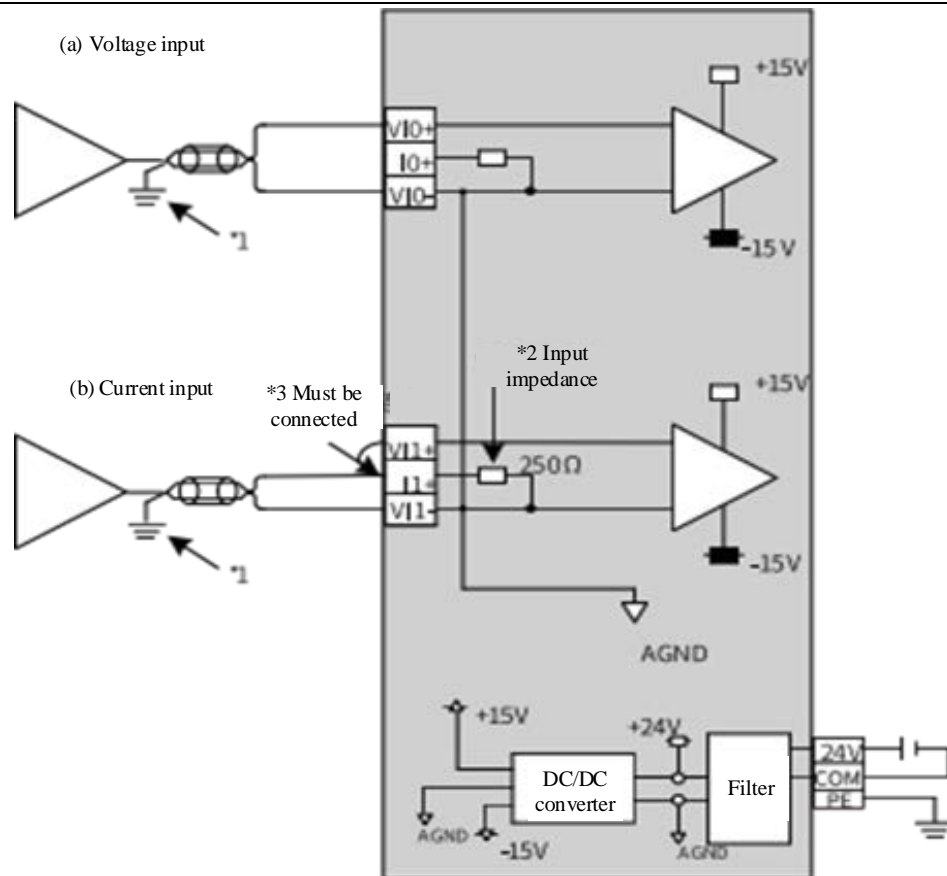 (a) Voltage input
+15V
VI0+
I0+
VI0-
*1
-15V
*2 Input
impedance
(b) Current input
*3 Must be
connected
+15V
VI1+
250Ω
I1+
VI1-
*1
-15V
AGND
+15V
+24V
24V
DC/DC
converter
Filter
COM
PE
AGND
-15V
AGND